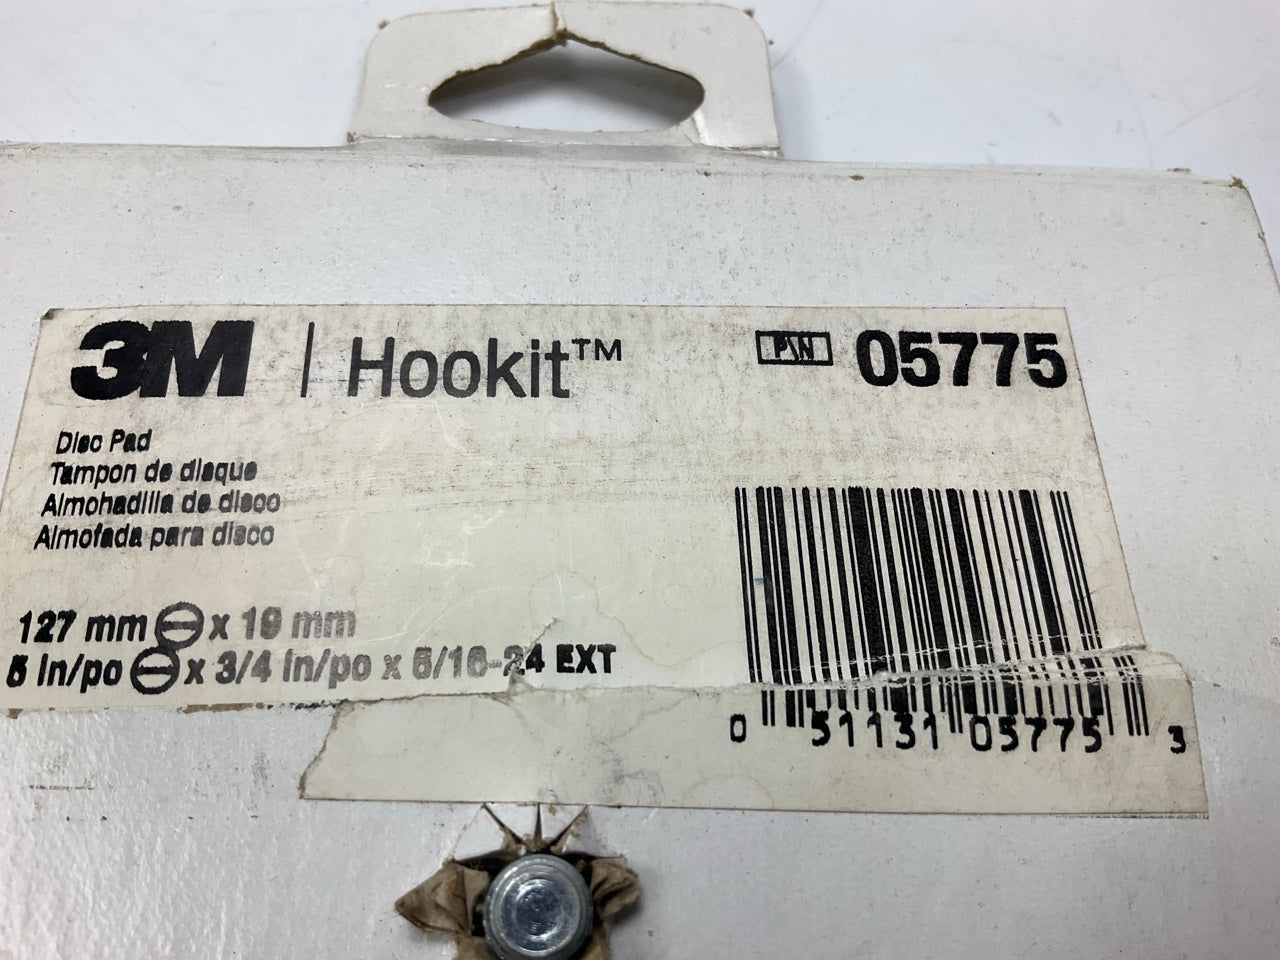 3M | Hookit™
P\N 05775
Disc Pad
Tampon de disque
Almohadilla de disco
Almofada para disco
127 mm ⊖ x 19 mm
5 in/po ⊖ x 3/4 in/po x 5/16-24 EXT
0 51131 05775 3